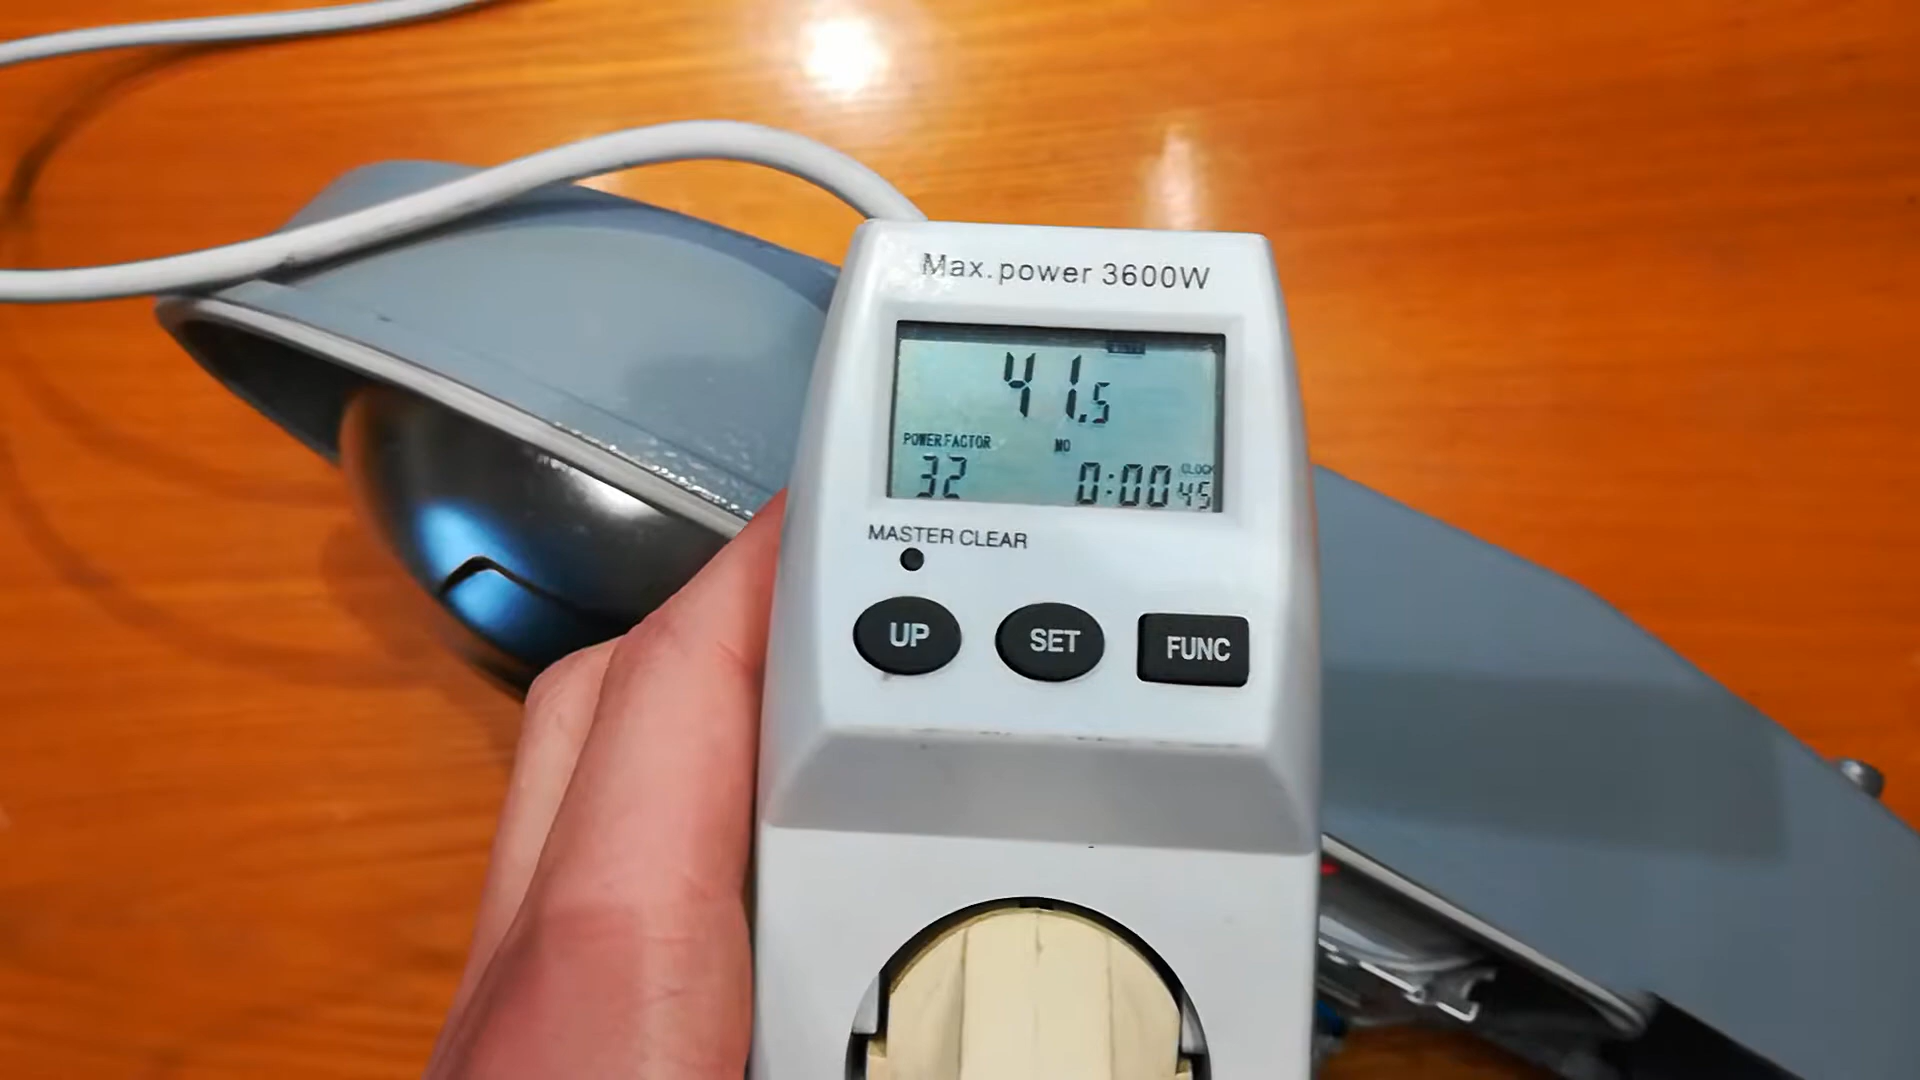 Max.power 3600W
41.5
POWER FACTOR MO
32 0:00 45 CLOCK
MASTER CLEAR
UP SET FUNC